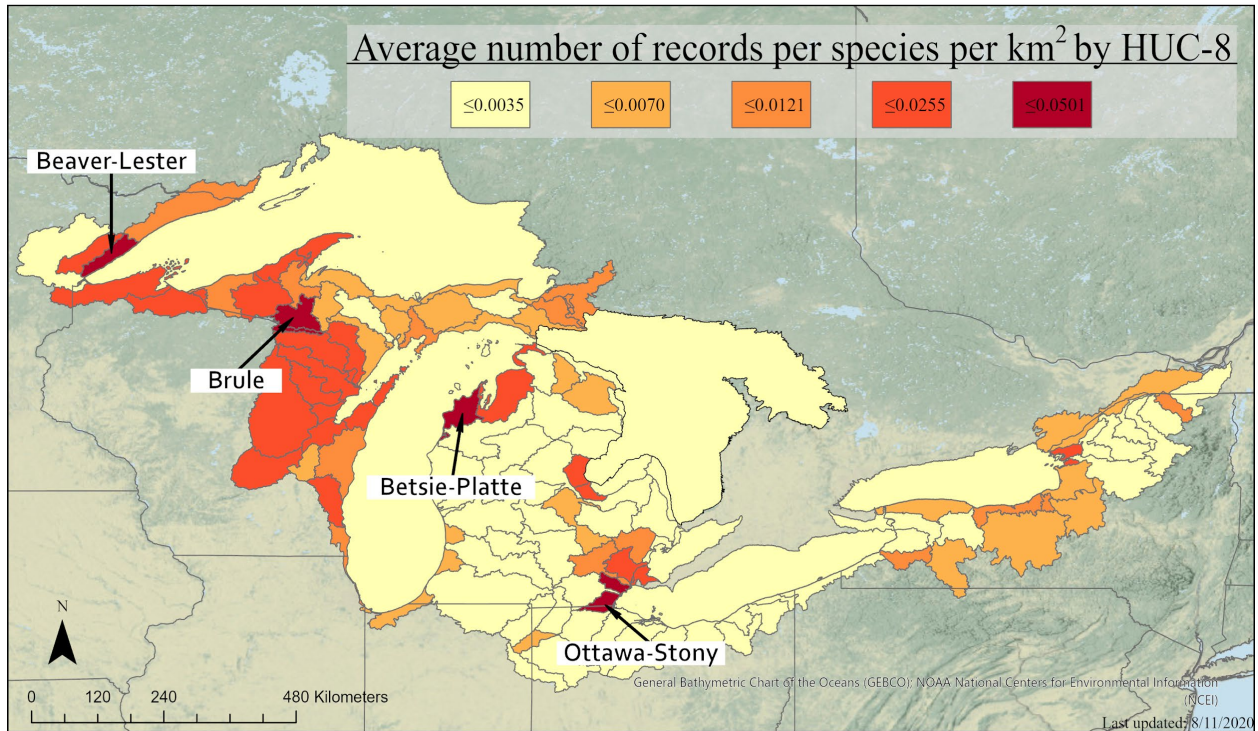 Average number of records per species per km2 by HUC-8
≤0.0035 ≤0.0070 ≤0.0121 ≤0.0255 ≤0.0501
Beaver-Lester
Brule
Betsie-Platte
Ottawa-Stony
N
0 120 240 480 Kilometers
General Bathymetric Chart of the Oceans (GEBCO); NOAA National Centers for Environmental Information
(NCEI)
Last updated: 8/11/2020